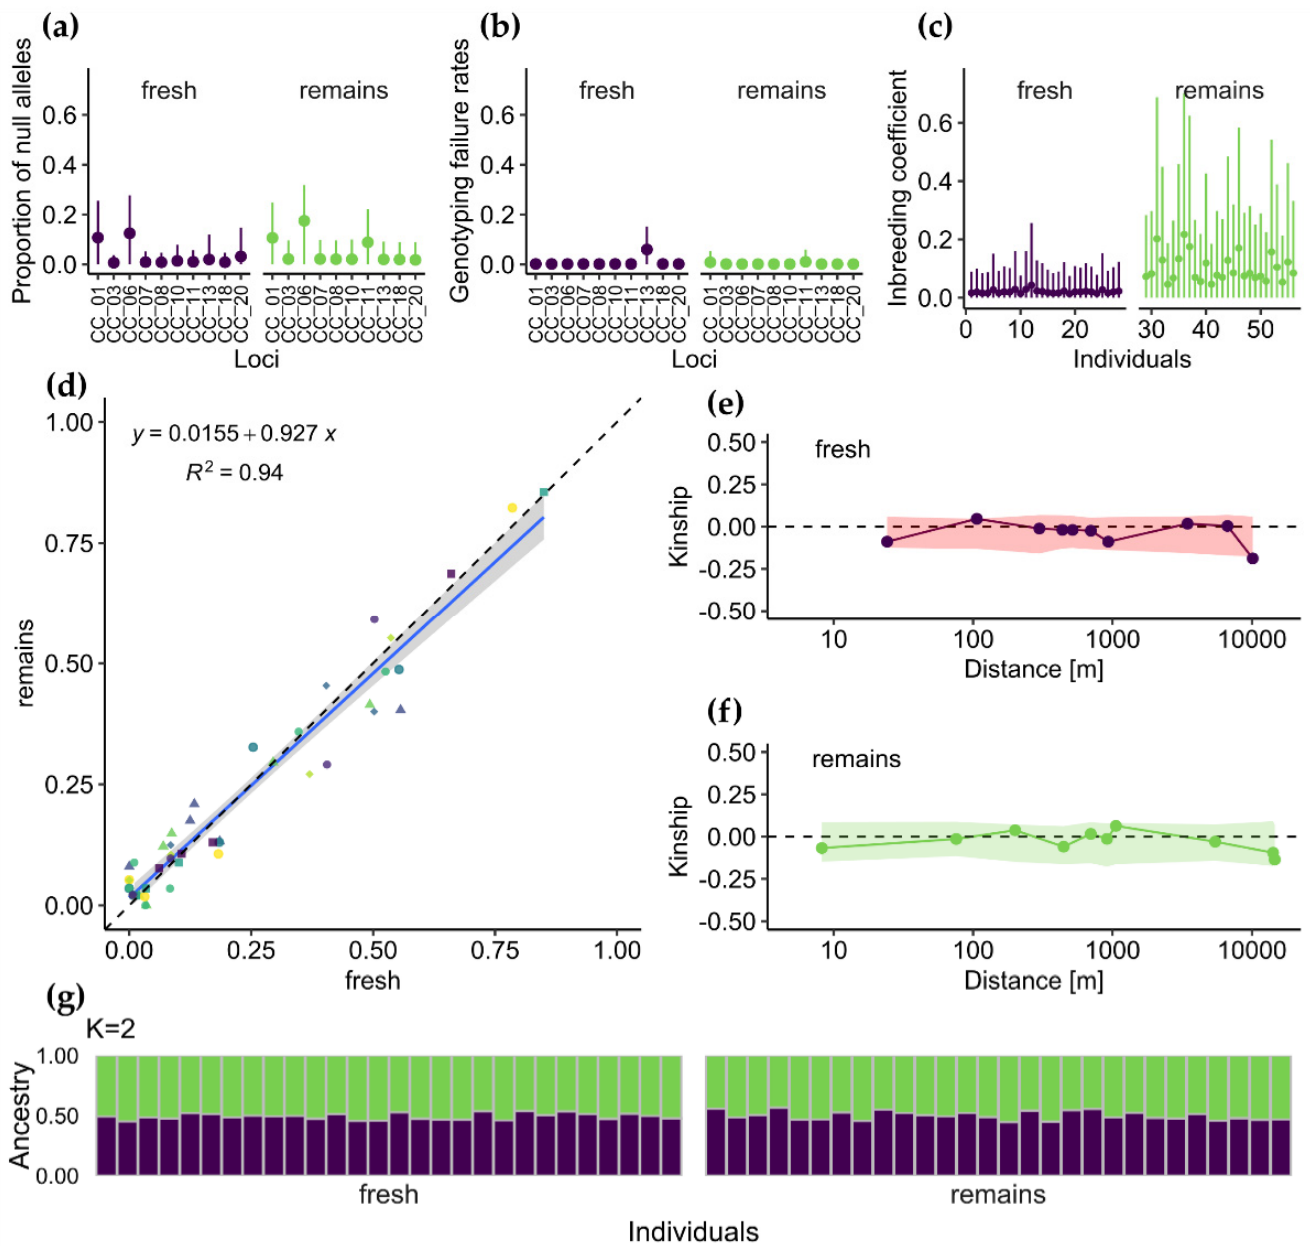 (a)
Proportion of null alleles
fresh
remains
0.6
0.4
0.2
0.0
CC_01
CC_03
CC_06
CC_07
CC_08
CC_10
CC_11
CC_13
CC_18
CC_20
CC_01
CC_03
CC_06
CC_07
CC_08
CC_10
CC_11
CC_13
CC_18
CC_20
Loci
(b)
Genotyping failure rates
fresh
remains
0.6
0.4
0.2
0.0
CC_01
CC_03
CC_06
CC_07
CC_08
CC_10
CC_11
CC_13
CC_18
CC_20
CC_01
CC_03
CC_06
CC_07
CC_08
CC_10
CC_11
CC_13
CC_18
CC_20
Loci
(c)
Inbreeding coefficient
fresh
remains
0.6
0.4
0.2
0.0
1 10 20
30 40 50
Individuals
(d)
y = 0.0155 + 0.927 x
R² = 0.94
remains
1.00
0.75
0.50
0.25
0.00
0.00 0.25 0.50 0.75 1.00
fresh
(e)
Kinship
fresh
0.50
0.25
0.00
-0.25
-0.50
10 100 1000 10000
Distance [m]
(f)
Kinship
remains
0.50
0.25
0.00
-0.25
-0.50
10 100 1000 10000
Distance [m]
(g)
K=2
Ancestry
1.00
0.50
0.00
fresh
remains
Individuals